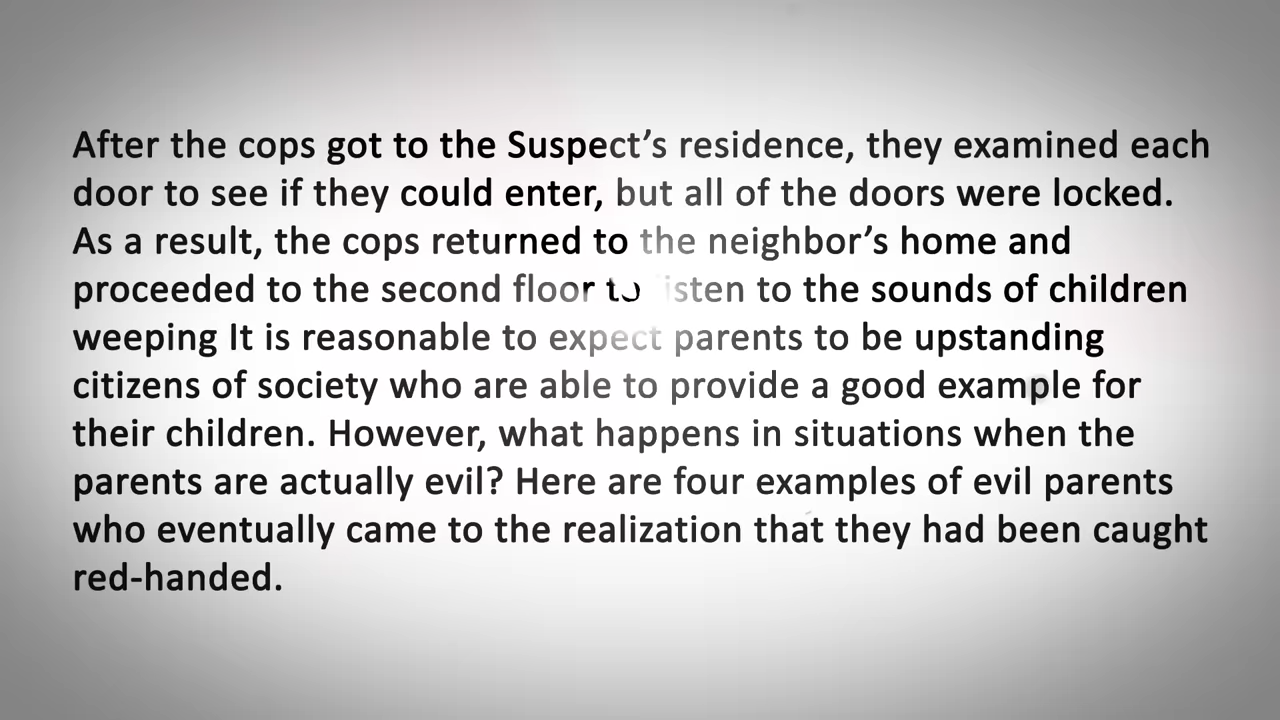 After the cops got to the Suspect’s residence, they examined each
door to see if they could enter, but all of the doors were locked.
As a result, the cops returned to the neighbor’s home and
proceeded to the second floor to listen to the sounds of children
weeping It is reasonable to expect parents to be upstanding
citizens of society who are able to provide a good example for
their children. However, what happens in situations when the
parents are actually evil? Here are four examples of evil parents
who eventually came to the realization that they had been caught
red-handed.